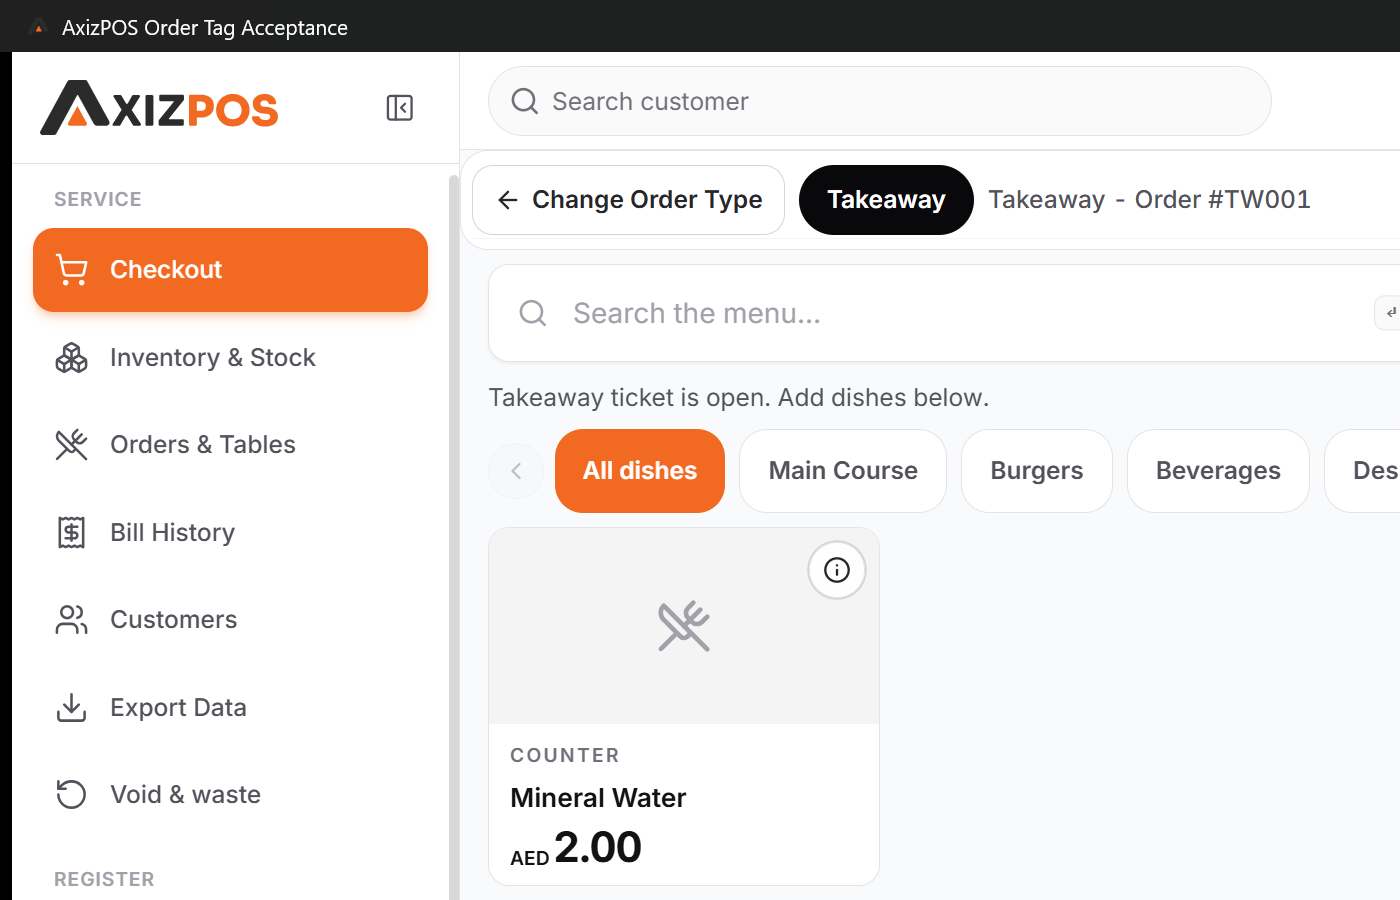 AxizPOS Order Tag Acceptance
AXIZPOS
Search customer
SERVICE
Checkout
Inventory & Stock
Orders & Tables
Bill History
Customers
Export Data
Void & waste
REGISTER
Change Order Type
Takeaway
Takeaway - Order #TW001
Search the menu...
Takeaway ticket is open. Add dishes below.
All dishes
Main Course
Burgers
Beverages
Des
COUNTER
Mineral Water
AED 2.00